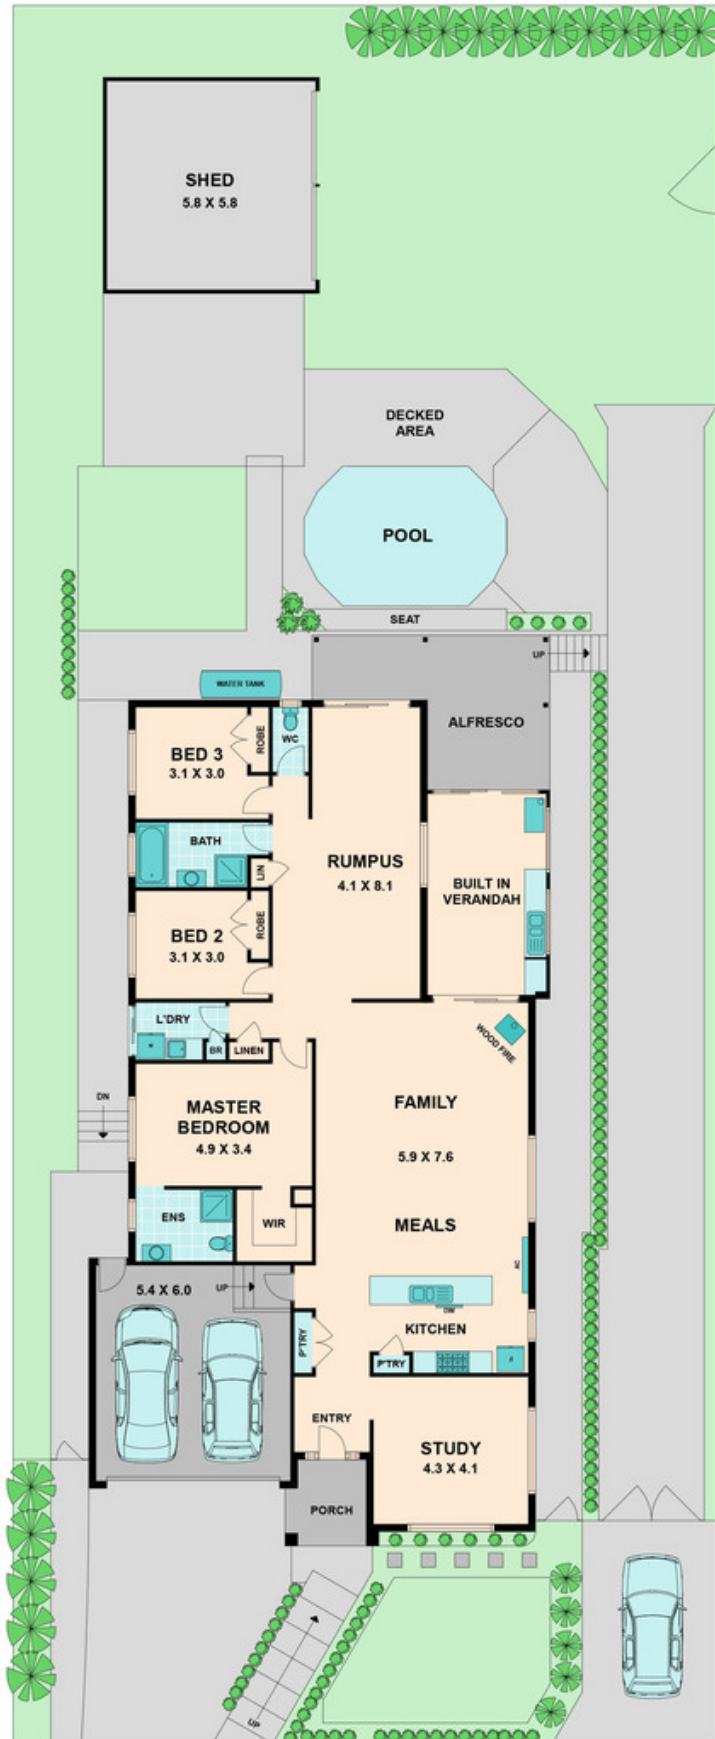 SHED
5.8 X 5.8
DECKED
AREA
POOL
SEAT
UP
WATER TANK
ALFRESCO
BED 3
3.1 X 3.0
ROBE
WC
BATH
LIN
RUMPUS
4.1 X 8.1
BUILT IN
VERANDAH
BED 2
3.1 X 3.0
ROBE
L'DRY
BR
LINEN
WOOD FIRE
DN
MASTER
BEDROOM
4.9 X 3.4
FAMILY
5.9 X 7.6
MEALS
ENS
WIR
AC
5.4 X 6.0
UP
DW
KITCHEN
P'TRY
P'TRY
ENTRY
STUDY
4.3 X 4.1
PORCH
UP